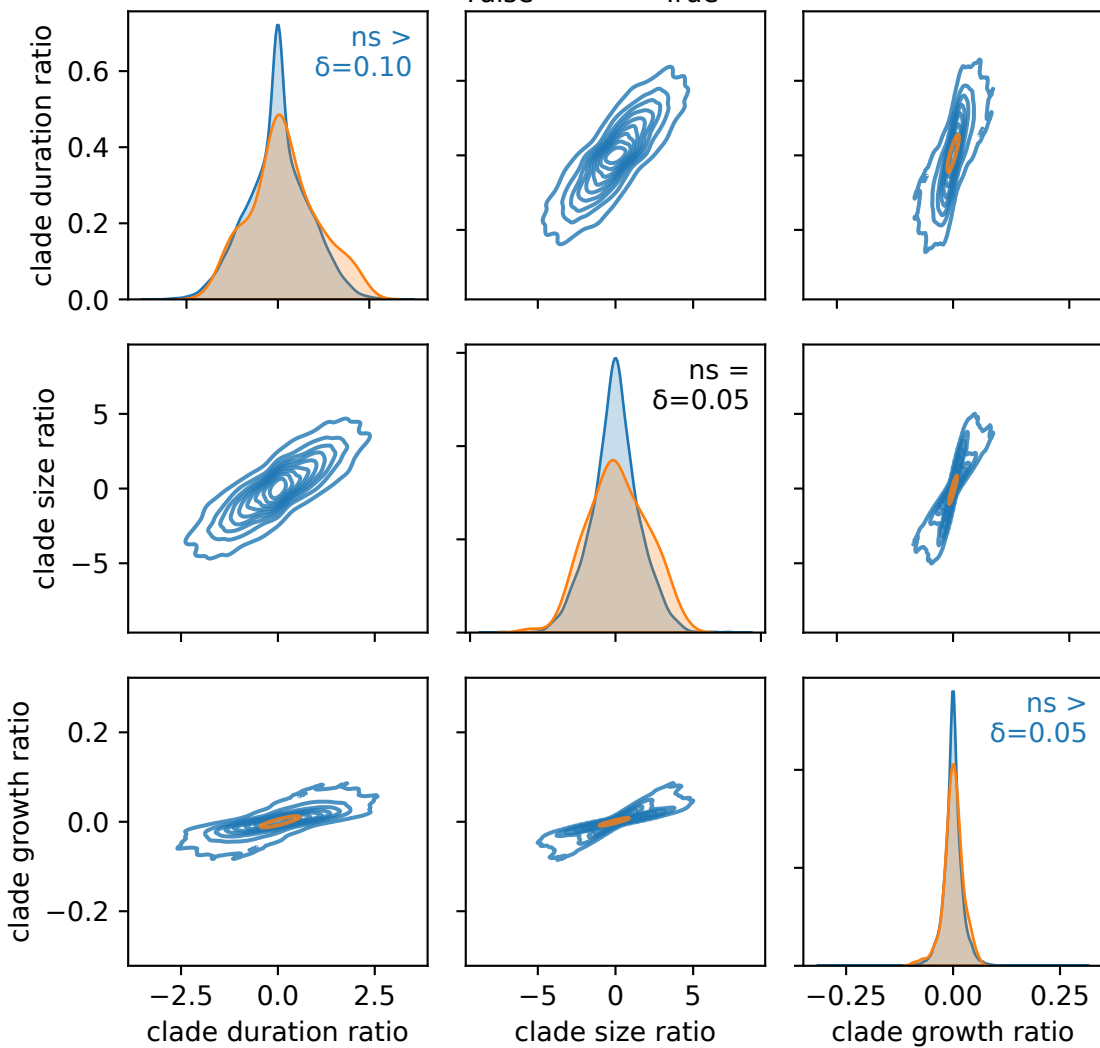 True
clade duration ratio
0.6
0.4
0.2
0.0
ns >
δ=0.10
clade size ratio
5
0
−5
ns =
δ=0.05
clade growth ratio
0.2
0.0
−0.2
ns >
δ=0.05
−2.5 0.0 2.5
−5 0 5
−0.25 0.00 0.25
clade duration ratio
clade size ratio
clade growth ratio